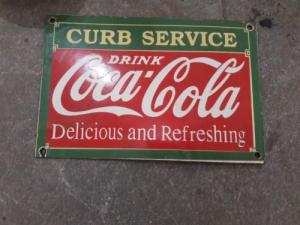 CURB SERVICE
DRINK
Coca-Cola
Delicious and Refreshing